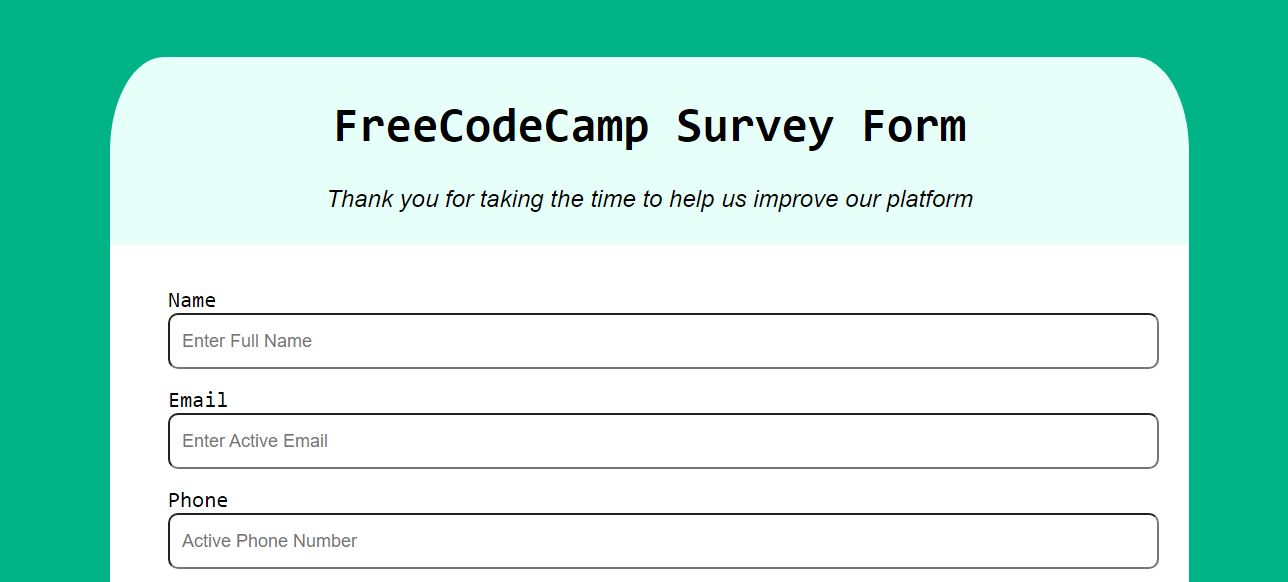 FreeCodeCamp Survey Form
Thank you for taking the time to help us improve our platform
Name
Enter Full Name
Email
Enter Active Email
Phone
Active Phone Number